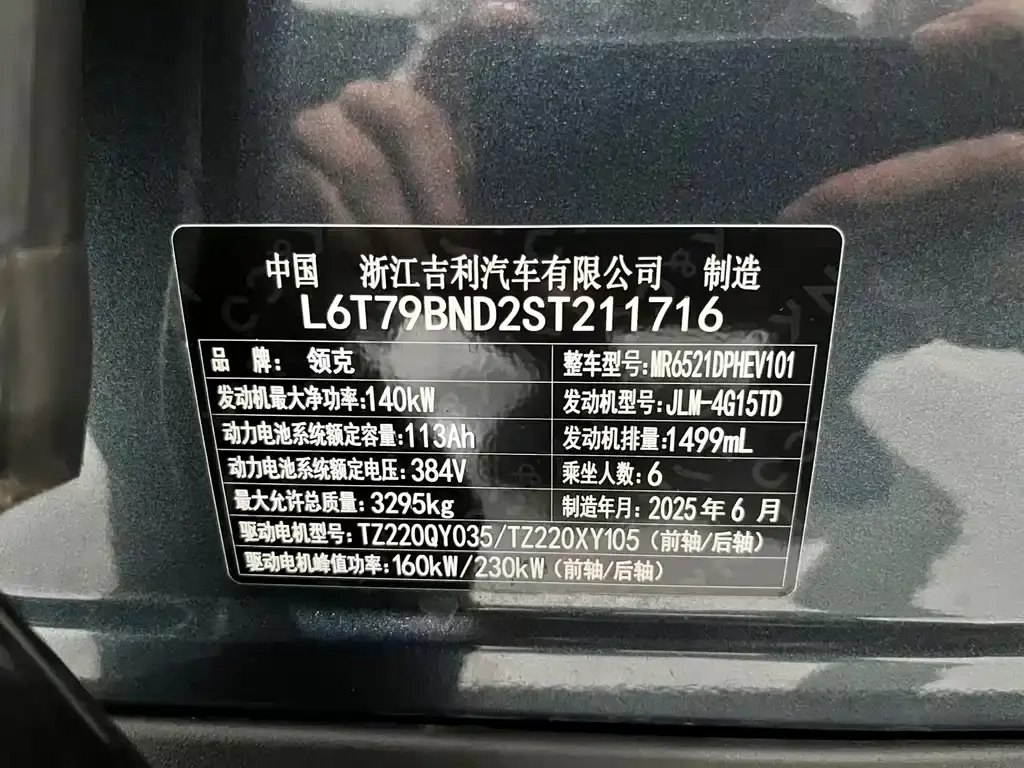 中国 浙江吉利汽车有限公司 制造
L6T79BND2ST211716
品 牌: 领克 整车型号:MR6521DPHEV101
发动机最大净功率:140kW 发动机型号:JLM-4G15TD
动力电池系统额定容量:113Ah 发动机排量:1499mL
动力电池系统额定电压:384V 乘坐人数:6
最大允许总质量:3295kg 制造年月:2025年6月
驱动电机型号:TZ220QY035/TZ220XY105(前轴/后轴)
驱动电机峰值功率:160kW/230kW(前轴/后轴)